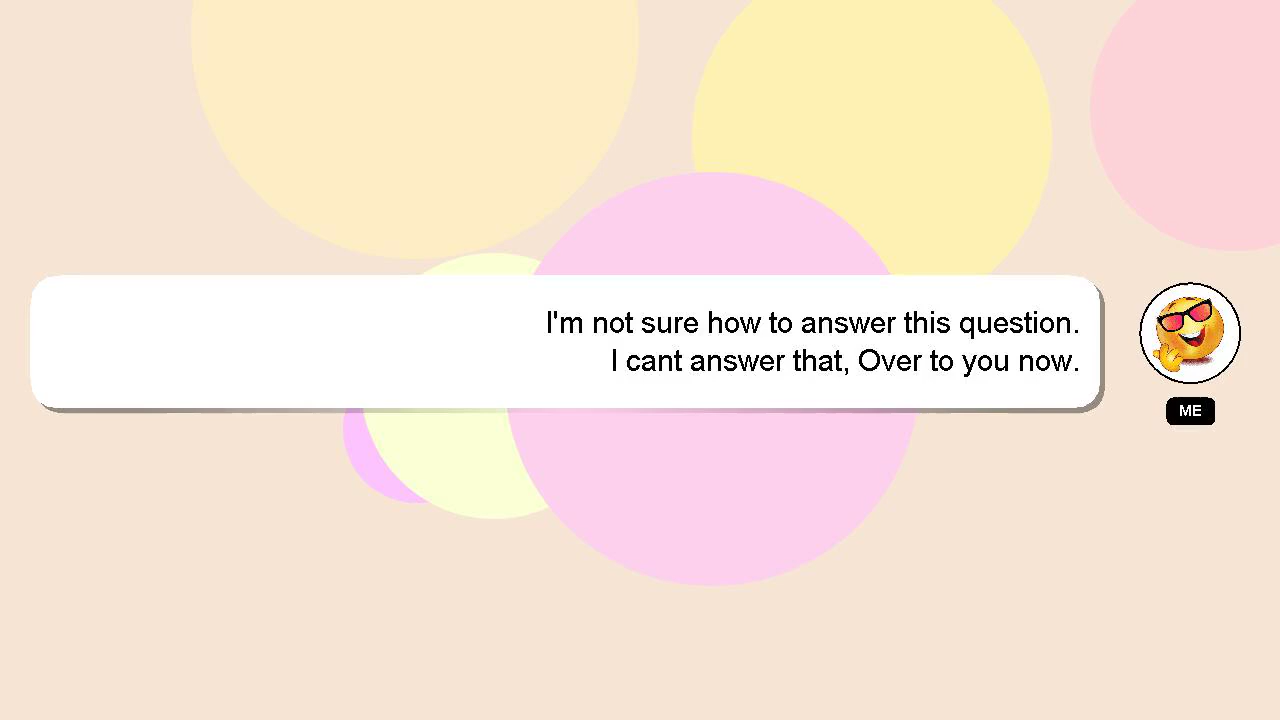 I'm not sure how to answer this question.
I cant answer that, Over to you now.
ME